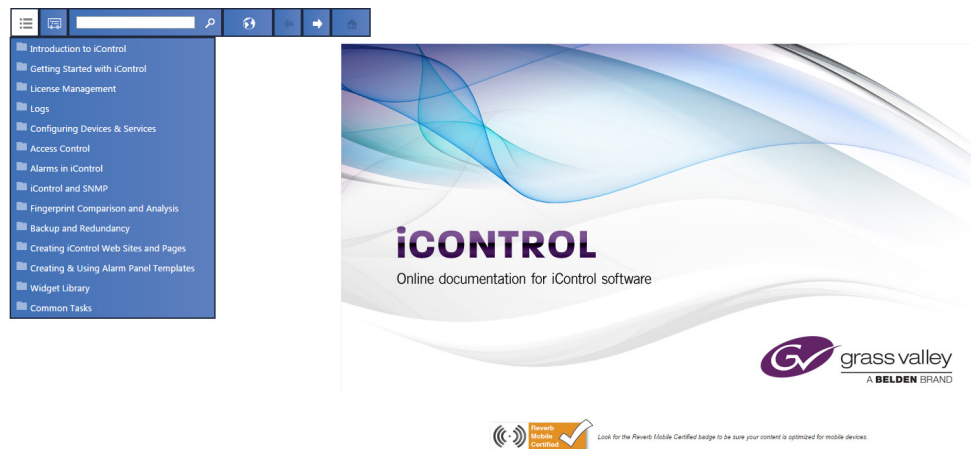 Introduction to iControl
Getting Started with iControl
License Management
Logs
Configuring Devices & Services
Access Control
Alarms in iControl
iControl and SNMP
Fingerprint Comparison and Analysis
Backup and Redundancy
Creating iControl Web Sites and Pages
Creating & Using Alarm Panel Templates
Widget Library
Common Tasks
iCONTROL
Online documentation for iControl software
GV
grass valley
A BELDEN BRAND
Reverb
Mobile
Certified
Look for the Reverb Mobile Certified badge to be sure your content is optimized for mobile devices.